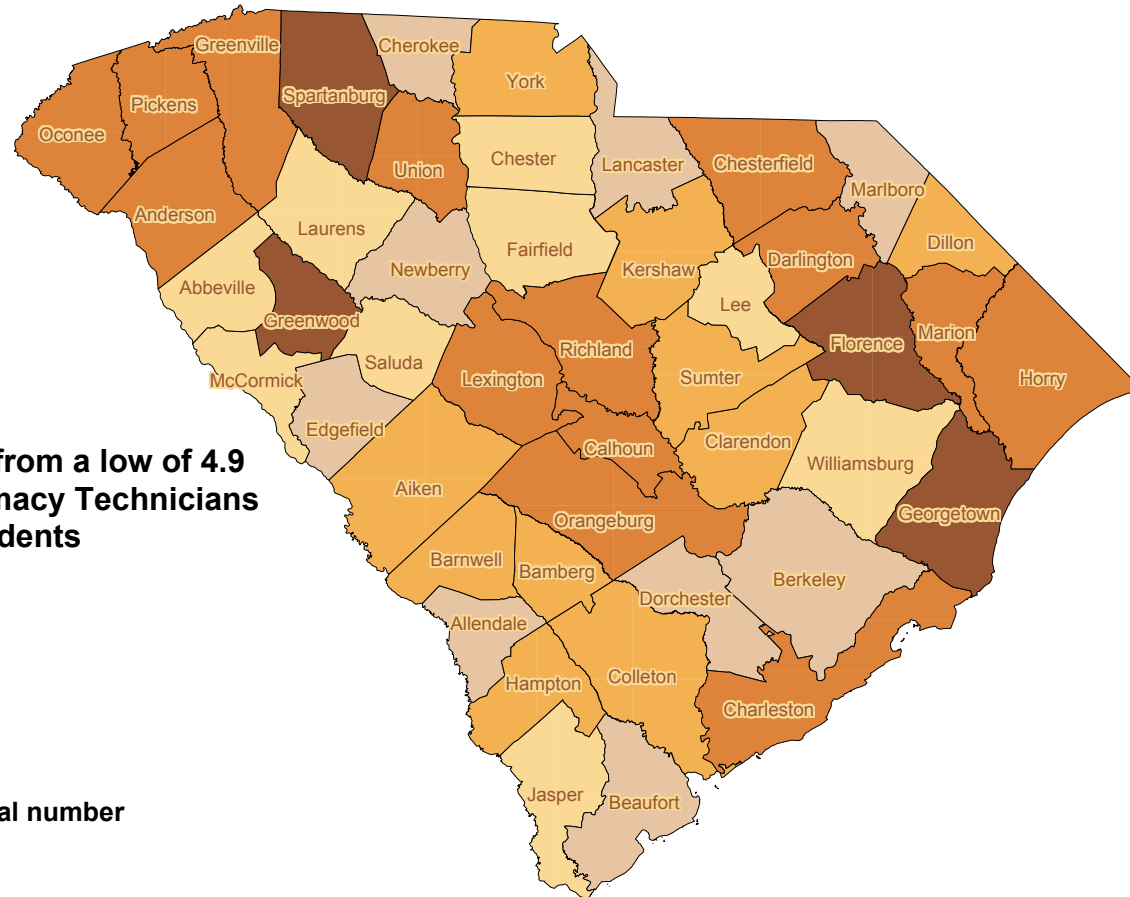 Greenville
Cherokee
York
Spartanburg
Pickens
Oconee
Union
Chester
Lancaster
Chesterfield
Marlboro
Anderson
Laurens
Fairfield
Dillon
Newberry
Kershaw
Darlington
Abbeville
Lee
Greenwood
Marion
Florence
Richland
Saluda
McCormick
Lexington
Sumter
Horry
Edgefield
Calhoun
Clarendon
from a low of 4.9
Williamsburg
Aiken
macy Technicians
Georgetown
Orangeburg
dents
Barnwell
Bamberg
Berkeley
Dorchester
Allendale
Hampton
Colleton
Charleston
Jasper
Beaufort
al number